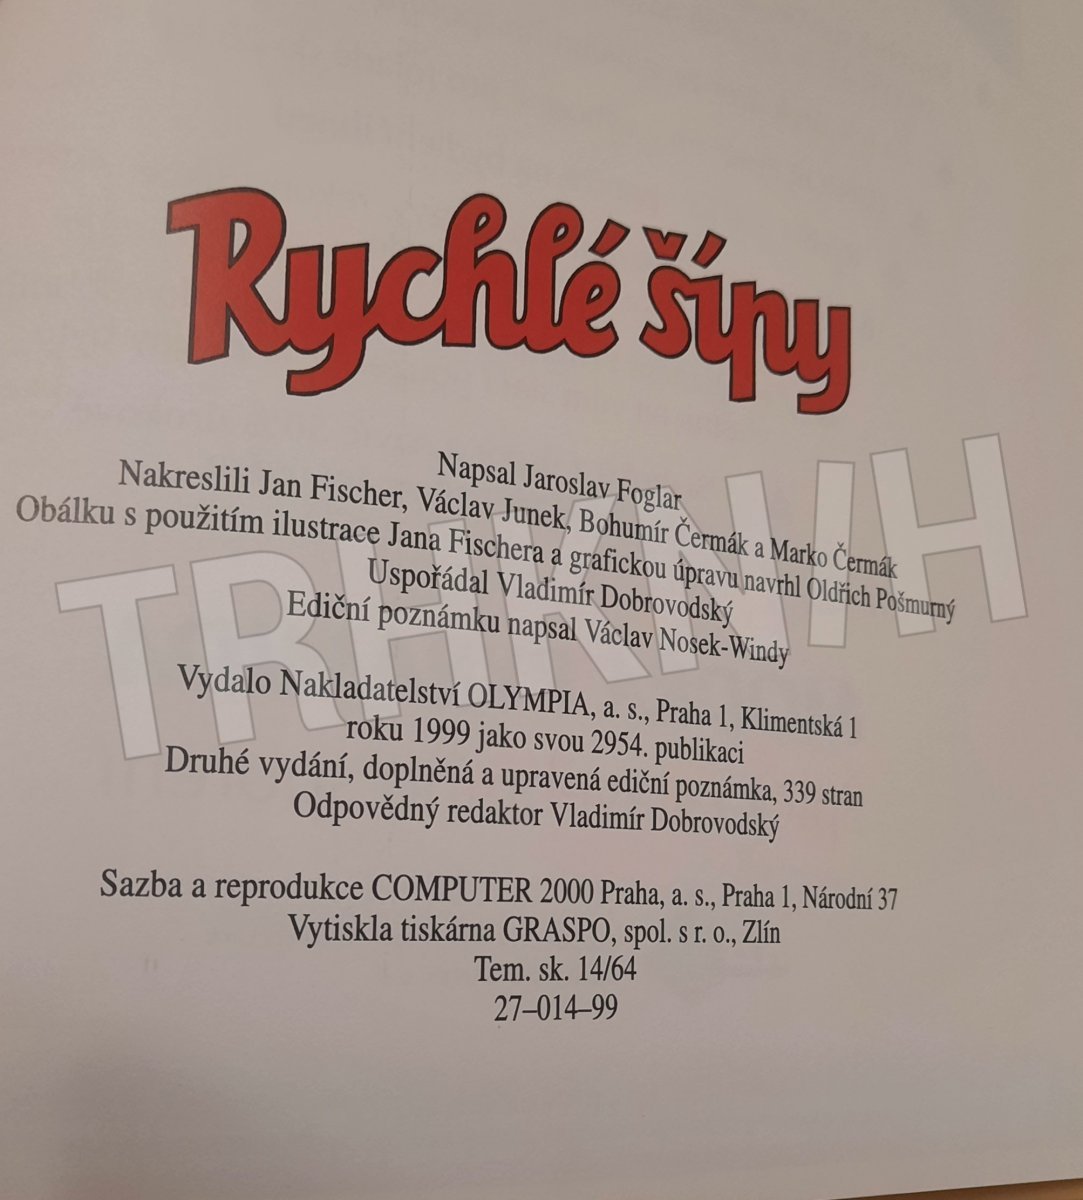 Rychlé šípy
Napsal Jaroslav Foglar
Nakreslili Jan Fischer, Václav Junek, Bohumír Čermák a Marko Čermák
Obálku s použitím ilustrace Jana Fischera a grafickou úpravu navrhl Oldřich Pošmurný
Uspořádal Vladimír Dobrovodský
Ediční poznámku napsal Václav Nosek-Windy
TRHKNIH
Vydalo Nakladatelství OLYMPIA, a. s., Praha 1, Klimentská 1
roku 1999 jako svou 2954. publikaci
Druhé vydání, doplněná a upravená ediční poznámka, 339 stran
Odpovědný redaktor Vladimír Dobrovodský
Sazba a reprodukce COMPUTER 2000 Praha, a. s., Praha 1, Národní 37
Vytiskla tiskárna GRASPO, spol. s r. o., Zlín
Tem. sk. 14/64
27–014–99